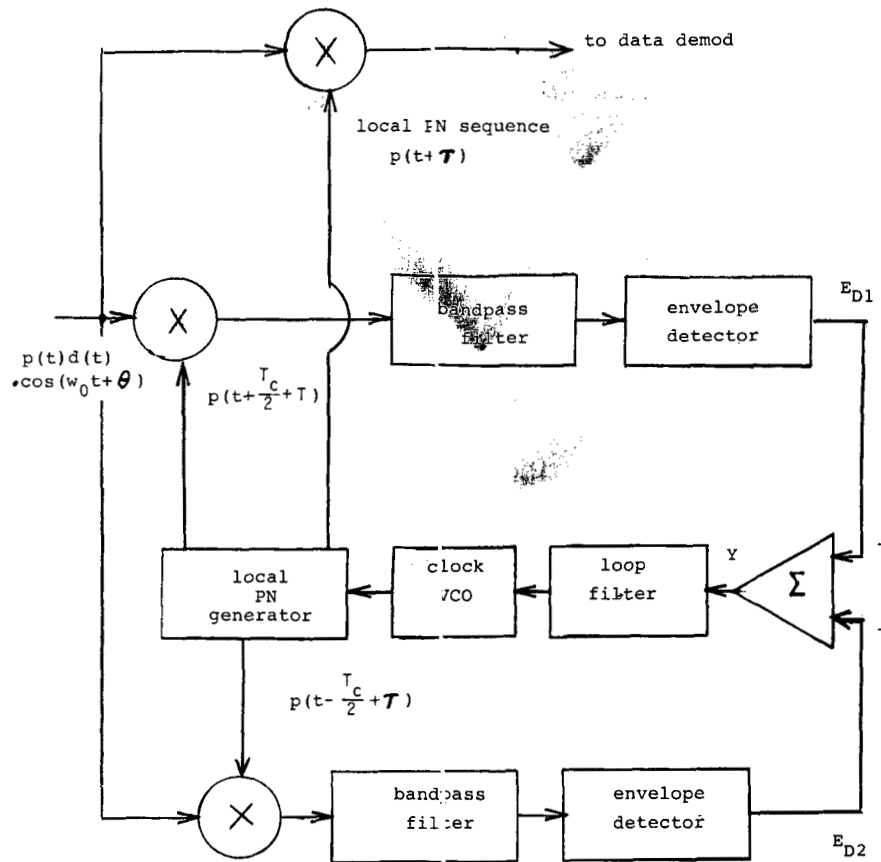 to data demod
local PN sequence
p(t+τ)
E_D1
bandpass
filter
envelope
detector
p(t)d(t)
•cos(w_0t+θ)
p(t+T_c/2+T)
Y
local
PN
generator
clock
VCO
loop
filter
Σ
p(t-T_c/2+τ)
bandpass
filter
envelope
detector
E_D2